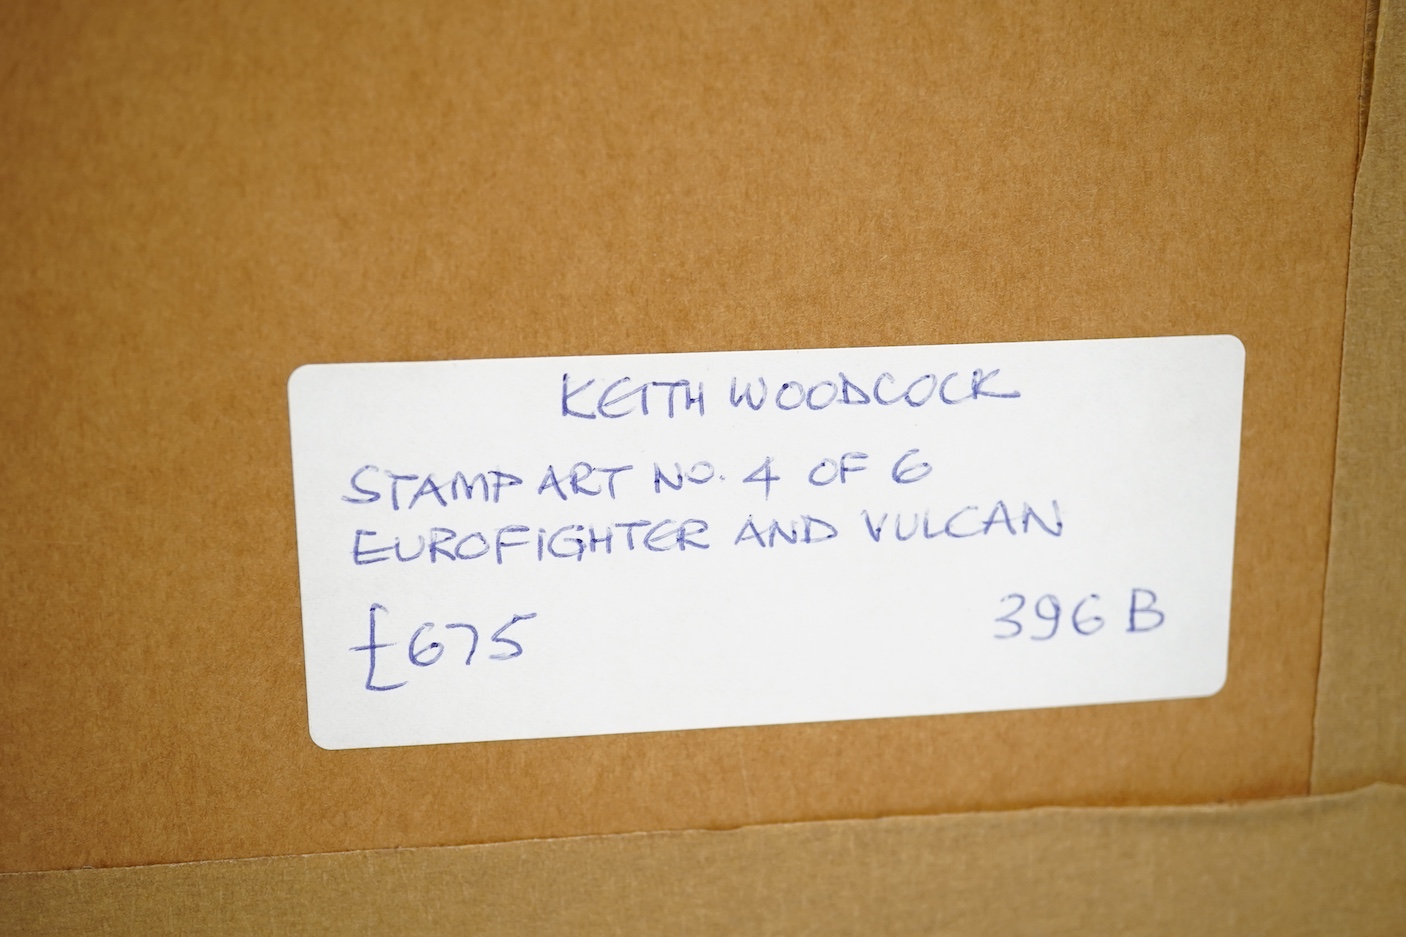 KEITH WOODCOCK
STAMP ART NO. 4 OF 6
EUROFIGHTER AND VULCAN
£675 396 B